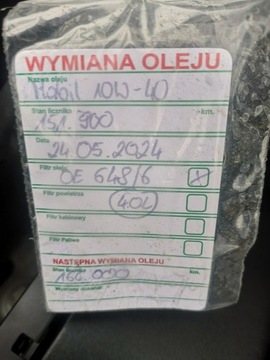 WYMIANA OLEJU
Nazwa oleju
Mobil 10W-40
Stan licznika
151.900 km.
Data
24.05.2024
Filtr oleju
OE 648/6 X
Filtr powietrza
40L
Filtr kabinowy
Filtr Paliwa
NASTĘPNA WYMIANA OLEJU
Stan licznika
km.